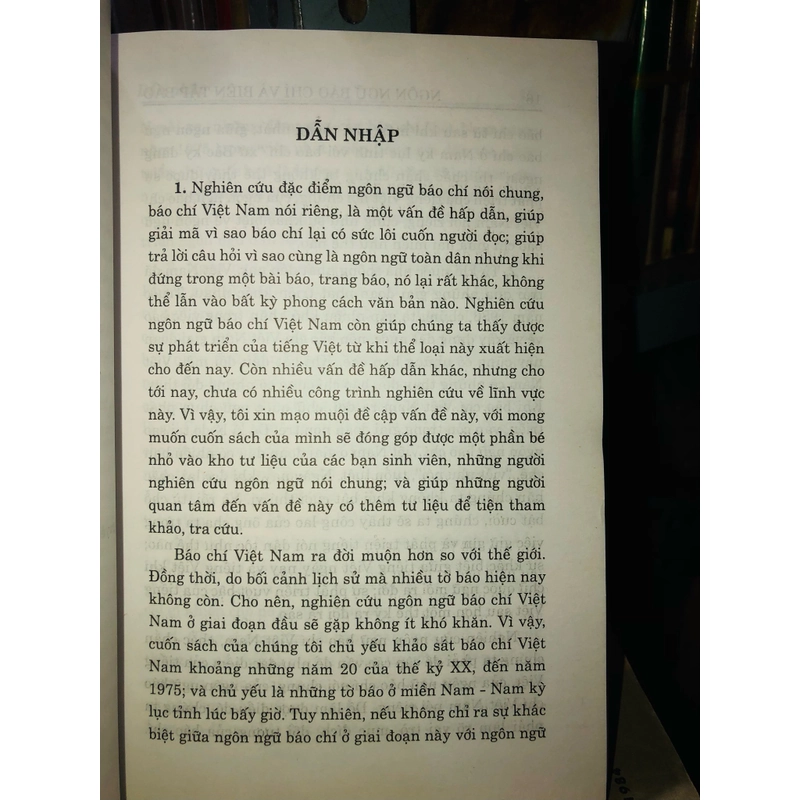 DẪN NHẬP
1. Nghiên cứu đặc điểm ngôn ngữ báo chí nói chung,
báo chí Việt Nam nói riêng, là một vấn đề hấp dẫn, giúp
giải mã vì sao báo chí lại có sức lôi cuốn người đọc; giúp
trả lời câu hỏi vì sao cùng là ngôn ngữ toàn dân nhưng khi
đứng trong một bài báo, trang báo, nó lại rất khác, không
thể lẫn vào bất kỳ phong cách văn bản nào. Nghiên cứu
ngôn ngữ báo chí Việt Nam còn giúp chúng ta thấy được
sự phát triển của tiếng Việt từ khi thể loại này xuất hiện
cho đến nay. Còn nhiều vấn đề hấp dẫn khác, nhưng cho
tới nay, chưa có nhiều công trình nghiên cứu về lĩnh vực
này. Vì vậy, tôi xin mạo muội đề cập vấn đề này, với mong
muốn cuốn sách của mình sẽ đóng góp được một phần bé
nhỏ vào kho tư liệu của các bạn sinh viên, những người
nghiên cứu ngôn ngữ nói chung; và giúp những người
quan tâm đến vấn đề này có thêm tư liệu để tiện tham
khảo, tra cứu.
Báo chí Việt Nam ra đời muộn hơn so với thế giới.
Đồng thời, do bối cảnh lịch sử mà nhiều tờ báo hiện nay
không còn. Cho nên, nghiên cứu ngôn ngữ báo chí Việt
Nam ở giai đoạn đầu sẽ gặp không ít khó khăn. Vì vậy,
cuốn sách của chúng tôi chủ yếu khảo sát báo chí Việt
Nam khoảng những năm 20 của thế kỷ XX, đến năm
1975; và chủ yếu là những tờ báo ở miền Nam - Nam kỳ
lục tỉnh lúc bấy giờ. Tuy nhiên, nếu không chỉ ra sự khác
biệt giữa ngôn ngữ báo chí ở giai đoạn này với ngôn ngữ